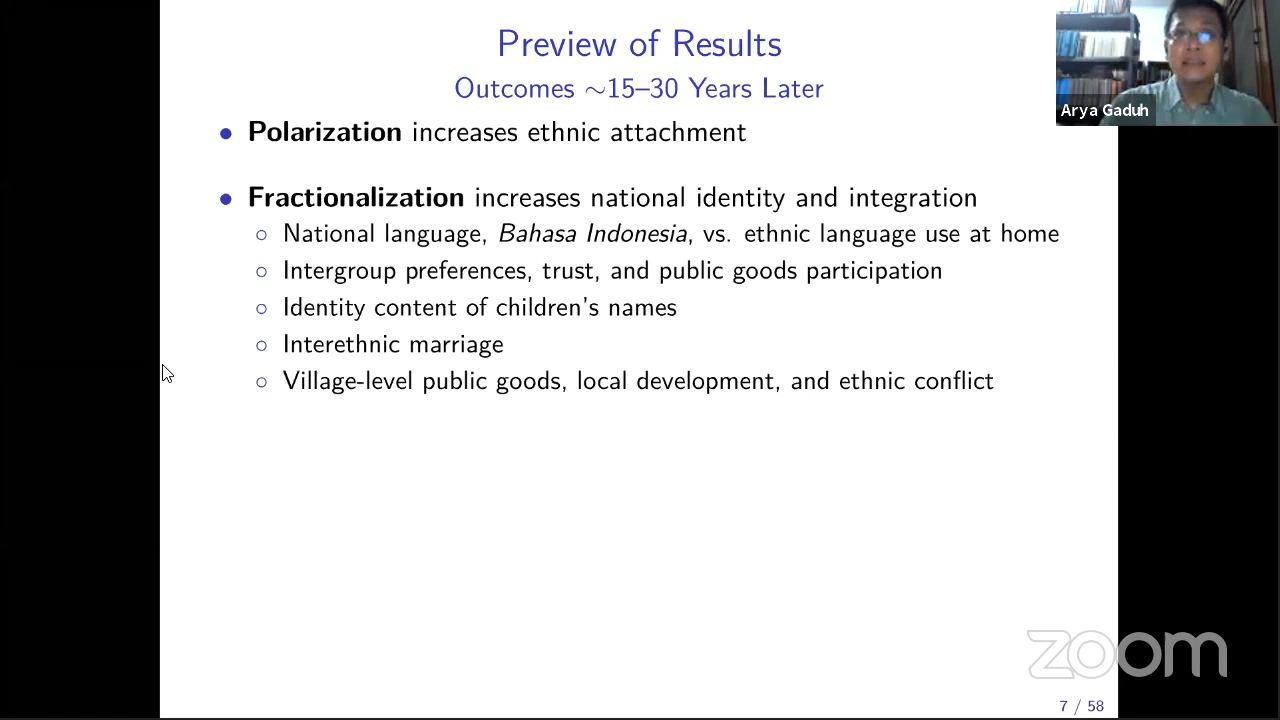 Preview of Results
Outcomes ~15–30 Years Later
• Polarization increases ethnic attachment
• Fractionalization increases national identity and integration
○ National language, Bahasa Indonesia, vs. ethnic language use at home
○ Intergroup preferences, trust, and public goods participation
○ Identity content of children's names
○ Interethnic marriage
○ Village-level public goods, local development, and ethnic conflict
Arya Gaduh
zoom
7 / 58